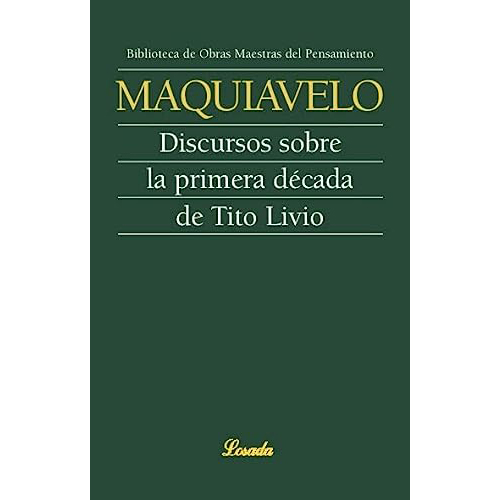 Biblioteca de Obras Maestras del Pensamiento
MAQUIAVELO
Discursos sobre
la primera década
de Tito Livio
Losada